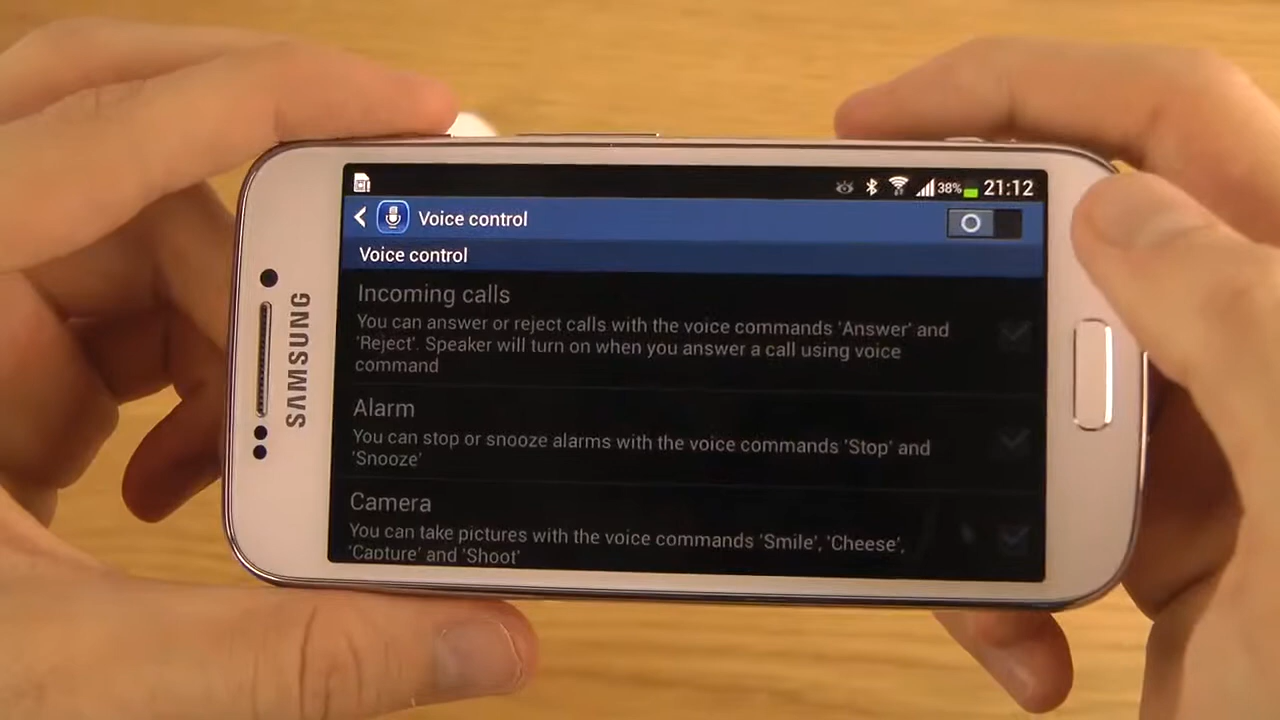 38% 21:12
Voice control
Voice control
Incoming calls
You can answer or reject calls with the voice commands 'Answer' and
'Reject'. Speaker will turn on when you answer a call using voice
command
Alarm
You can stop or snooze alarms with the voice commands 'Stop' and
'Snooze'
Camera
You can take pictures with the voice commands 'Smile', 'Cheese',
'Capture' and 'Shoot'
SAMSUNG